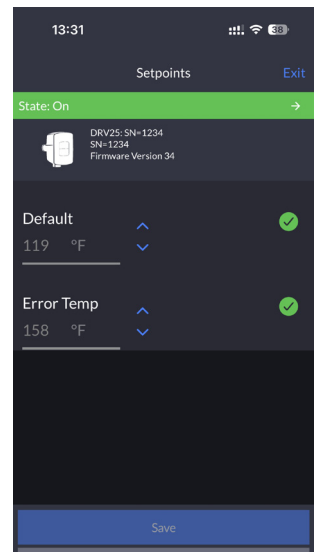 13:31
38
Setpoints
Exit
State: On
DRV25: SN=1234
SN=1234
Firmware Version 34
Default
119 °F
Error Temp
158 °F
Save